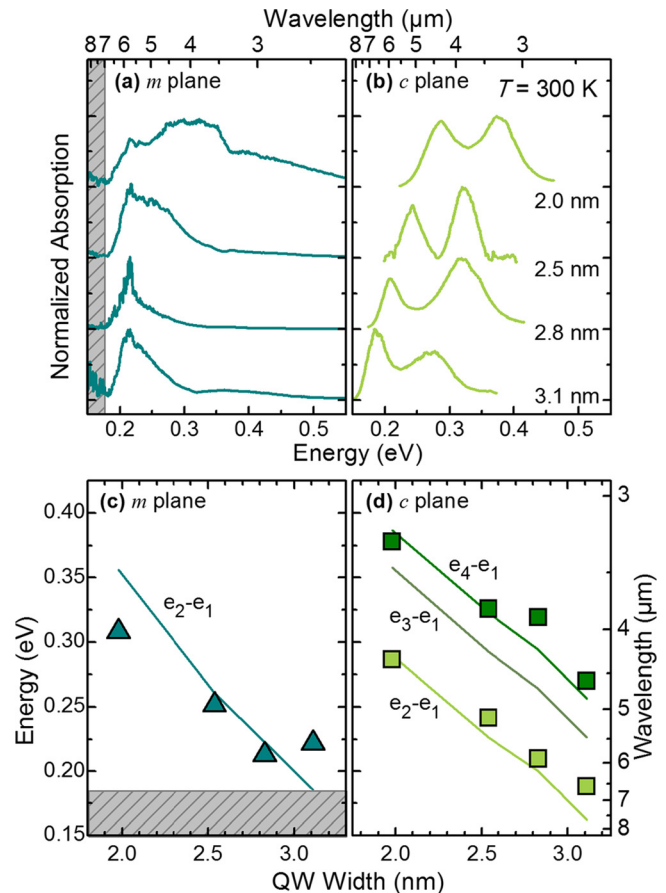 Wavelength (μm)
87 6 5 4 3
87 6 5 4 3
(a) m plane
(b) c plane
T = 300 K
Normalized Absorption
2.0 nm
2.5 nm
2.8 nm
3.1 nm
0.2 0.3 0.4 0.5
0.2 0.3 0.4 0.5
Energy (eV)
(c) m plane
(d) c plane
0.40
0.35
0.30
0.25
0.20
0.15
Energy (eV)
e2-e1
e4-e1
e3-e1
e2-e1
3
4
5
6
7
8
Wavelength (μm)
2.0 2.5 3.0
2.0 2.5 3.0
QW Width (nm)